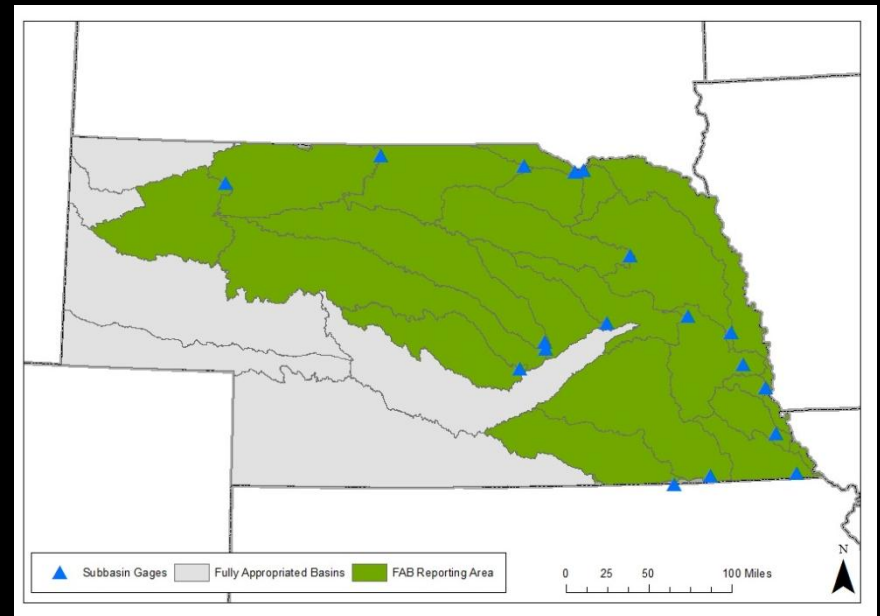 N
Subbasin Gages Fully Appropriated Basins FAB Reporting Area
0 25 50 100 Miles